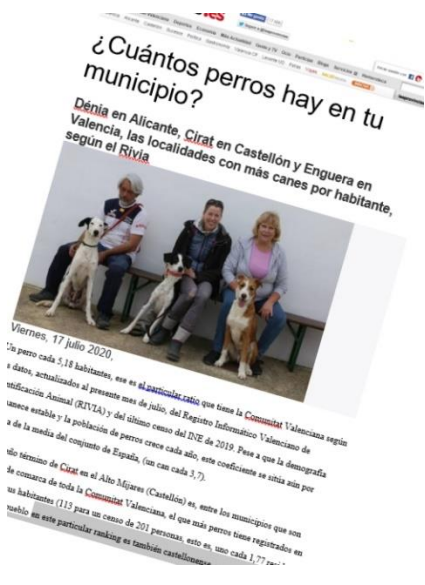 ¿Cuántos perros hay en tu
municipio?
Dénia en Alicante, Cirat en Castellón y Enguera en
Valencia, las localidades con más canes por habitante,
según el Rivia
Viernes, 17 julio 2020,
Un perro cada 5,18 habitantes, ese es el particular ratio que tiene la Comunitat Valenciana según
s datos, actualizados al presente mes de julio, del Registro Informático Valenciano de
ntificación Animal (RIVIA) y del último censo del INE de 2019. Pese a que la demografía
anece estable y la población de perros crece cada año, este coeficiente se sitúa aún por
a de la media del conjunto de España, (un can cada 3,7).
ño término de Cirat en el Alto Mijares (Castellón) es, entre los municipios que son
de comarca de toda la Comunitat Valenciana, el que más perros tiene registrados en
us habitantes (113 para un censo de 201 personas, esto es, uno cada 1,77
pueblo en este particular ranking es también castellonense